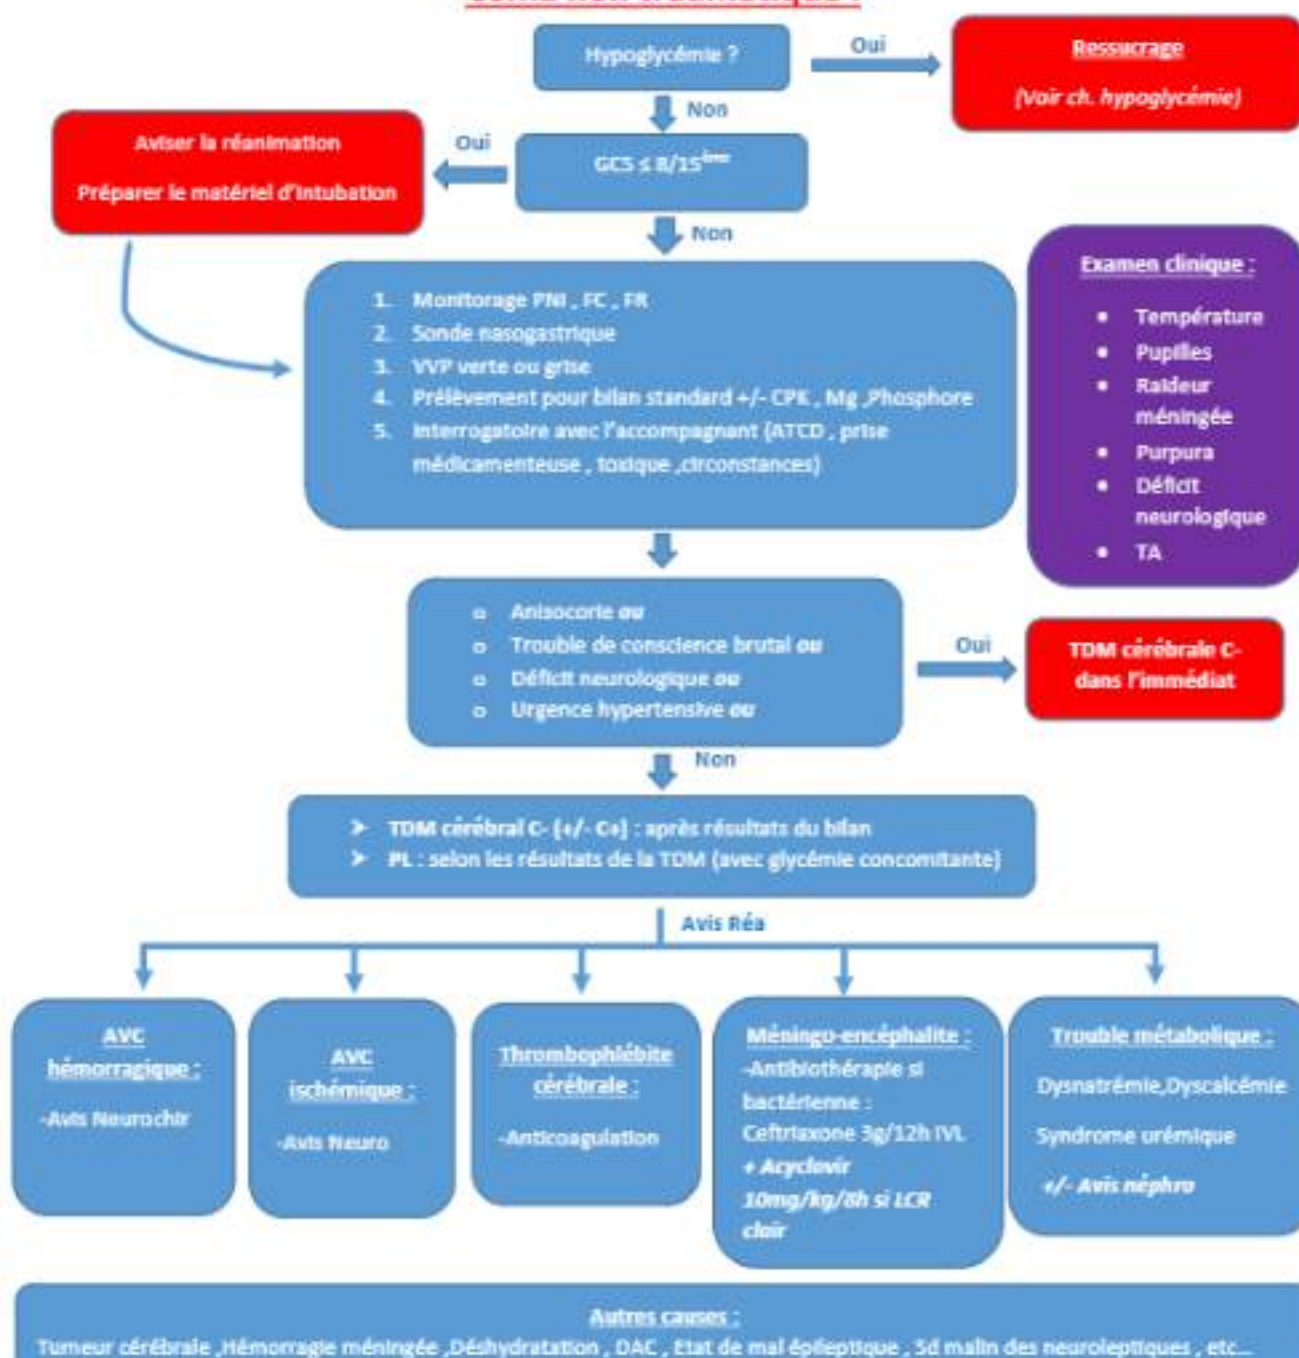 Coma non traumatique :
Hypoglycémie ?
Oui
Ressucrage
(Voir ch. hypoglycémie)
Non
Aviser la réanimation
Préparer le matériel d'intubation
Oui
GCS ≤ 8/15ème
Non
1. Monitorage PNI , FC , FR
2. Sonde nasogastrique
3. VVP verte ou grise
4. Prélèvement pour bilan standard +/- CPK , Mg ,Phosphore
5. Interrogatoire avec l'accompagnant (ATCD , prise
médicamenteuse , toxique ,circonstances)
Examen clinique :
• Température
• Pupilles
• Raideur
méningée
• Purpura
• Déficit
neurologique
• TA
o Anisocorie ou
o Trouble de conscience brutal ou
o Déficit neurologique ou
o Urgence hypertensive ou
Oui
TDM cérébrale C-
dans l'immédiat
Non
➢ TDM cérébral C- (+/- C+) : après résultats du bilan
➢ PL : selon les résultats de la TDM (avec glycémie concomitante)
Avis Réa
AVC
hémorragique :
-Avis Neurochir
AVC
ischémique :
-Avis Neuro
Thrombophlébite
cérébrale :
-Anticoagulation
Méningo-encéphalite :
-Antibiothérapie si
bactérienne :
Ceftriaxone 3g/12h IVL
+ Acyclovir
10mg/kg/8h si LCR
clair
Trouble métabolique :
Dysnatrémie,Dyscalcémie
Syndrome urémique
+/- Avis néphro
Autres causes :
Tumeur cérébrale ,Hémorragie méningée ,Déshydratation , DAC , Etat de mal épileptique , Sd malin des neuroleptiques , etc...